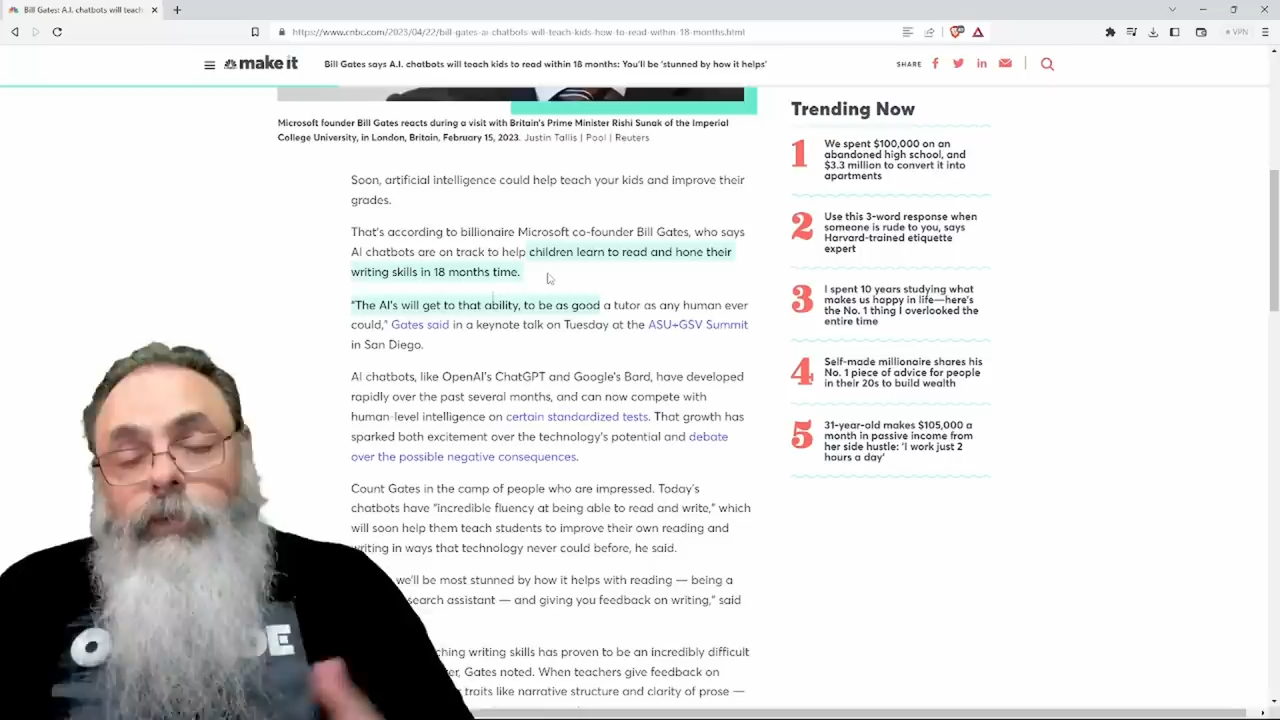 Bill Gates: A.I. chatbots will teach
https://www.cnbc.com/2023/04/22/bill-gates-ai-chatbots-will-teach-kids-how-to-read-within-18-months.html
VPN
make it
Bill Gates says A.I. chatbots will teach kids to read within 18 months: You'll be 'stunned by how it helps'
SHARE
Microsoft founder Bill Gates reacts during a visit with Britain's Prime Minister Rishi Sunak of the Imperial
College University, in London, Britain, February 15, 2023. Justin Tallis | Pool | Reuters
Soon, artificial intelligence could help teach your kids and improve their
grades.
That's according to billionaire Microsoft co-founder Bill Gates, who says
AI chatbots are on track to help children learn to read and hone their
writing skills in 18 months time.
"The AI's will get to that ability, to be as good a tutor as any human ever
could," Gates said in a keynote talk on Tuesday at the ASU+GSV Summit
in San Diego.
AI chatbots, like OpenAI's ChatGPT and Google's Bard, have developed
rapidly over the past several months, and can now compete with
human-level intelligence on certain standardized tests. That growth has
sparked both excitement over the technology's potential and debate
over the possible negative consequences.
Count Gates in the camp of people who are impressed. Today's
chatbots have "incredible fluency at being able to read and write," which
will soon help them teach students to improve their own reading and
writing in ways that technology never could before, he said.
we'll be most stunned by how it helps with reading — being a
search assistant — and giving you feedback on writing," said
ching writing skills has proven to be an incredibly difficult
er, Gates noted. When teachers give feedback on
traits like narrative structure and clarity of prose —
Trending Now
1
We spent $100,000 on an
abandoned high school, and
$3.3 million to convert it into
apartments
2
Use this 3-word response when
someone is rude to you, says
Harvard-trained etiquette
expert
3
I spent 10 years studying what
makes us happy in life—here's
the No. 1 thing I overlooked the
entire time
4
Self-made millionaire shares his
No. 1 piece of advice for people
in their 20s to build wealth
5
31-year-old makes $105,000 a
month in passive income from
her side hustle: 'I work just 2
hours a day'